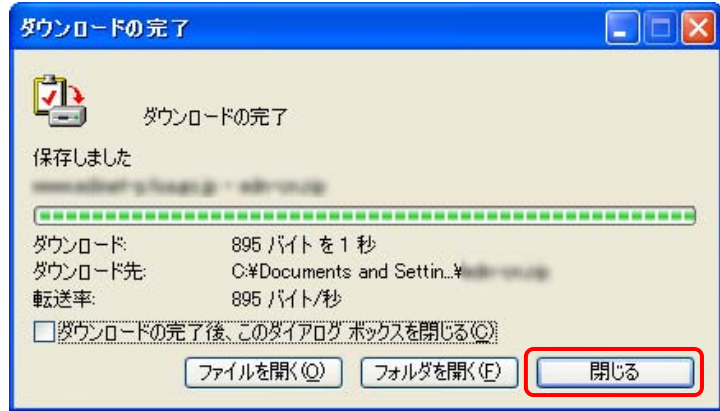 ダウンロードの完了
ダウンロードの完了
保存しました
ダウンロード: 895 バイト を 1 秒
ダウンロード先: C:¥Documents and Settin...¥
転送率: 895 バイト/秒
ダウンロードの完了後、このダイアログ ボックスを閉じる(C)
ファイルを開く(O) フォルダを開く(F) 閉じる